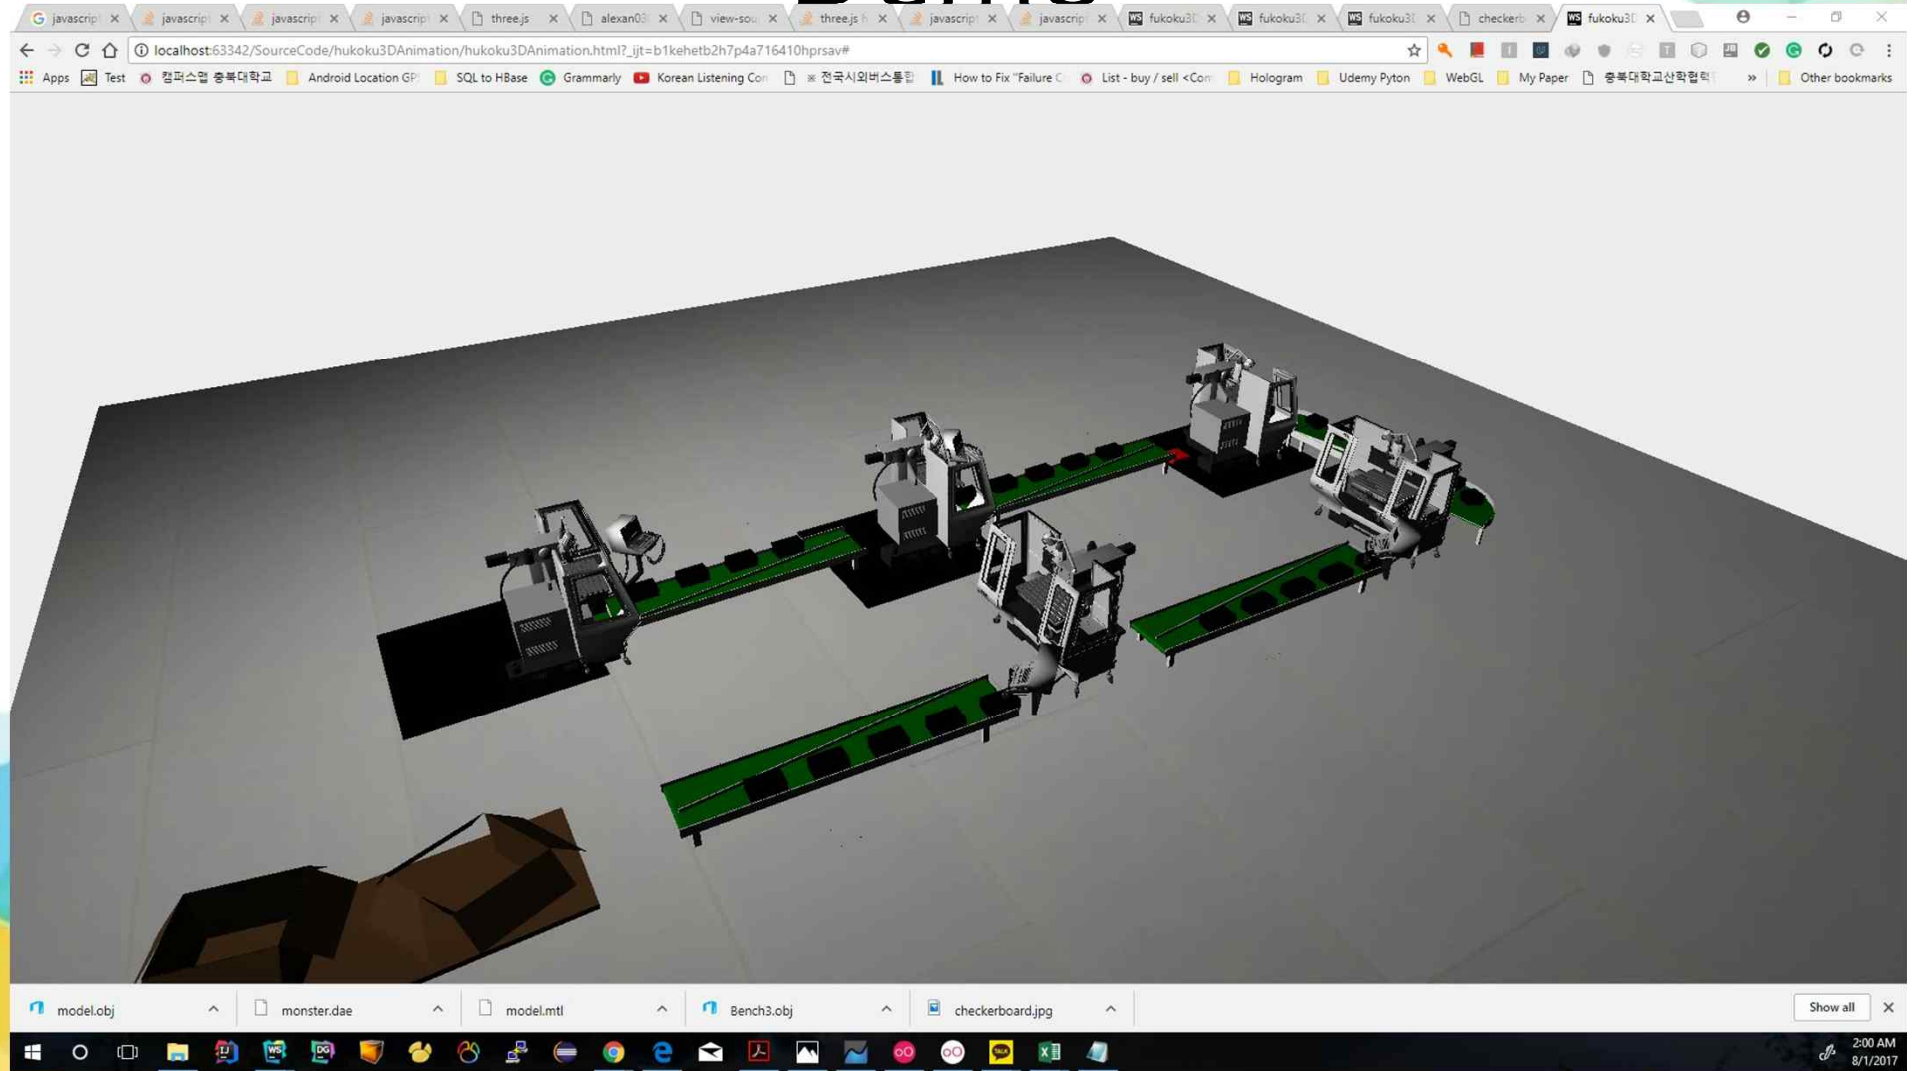 javascrip javascrip javascrip javascrip three.js alexan03 view-sou three.js javascrip javascrip fukoku3D fukoku3D fukoku3D checkerb fukoku3D
localhost:63342/SourceCode/hukoku3DAnimation/hukoku3DAnimation.html?_ijt=b1kehetb2h7p4a716410hprsav#
Apps Test 캠퍼스맵 충북대학교 Android Location GP SQL to HBase Grammarly Korean Listening Con ※ 전국시외버스통합 How to Fix "Failure C List - buy / sell <Com Hologram Udemy Pyton WebGL My Paper 충북대학교산학협력 » Other bookmarks
model.obj monster.dae model.mtl Bench3.obj checkerboard.jpg Show all
2:00 AM
8/1/2017